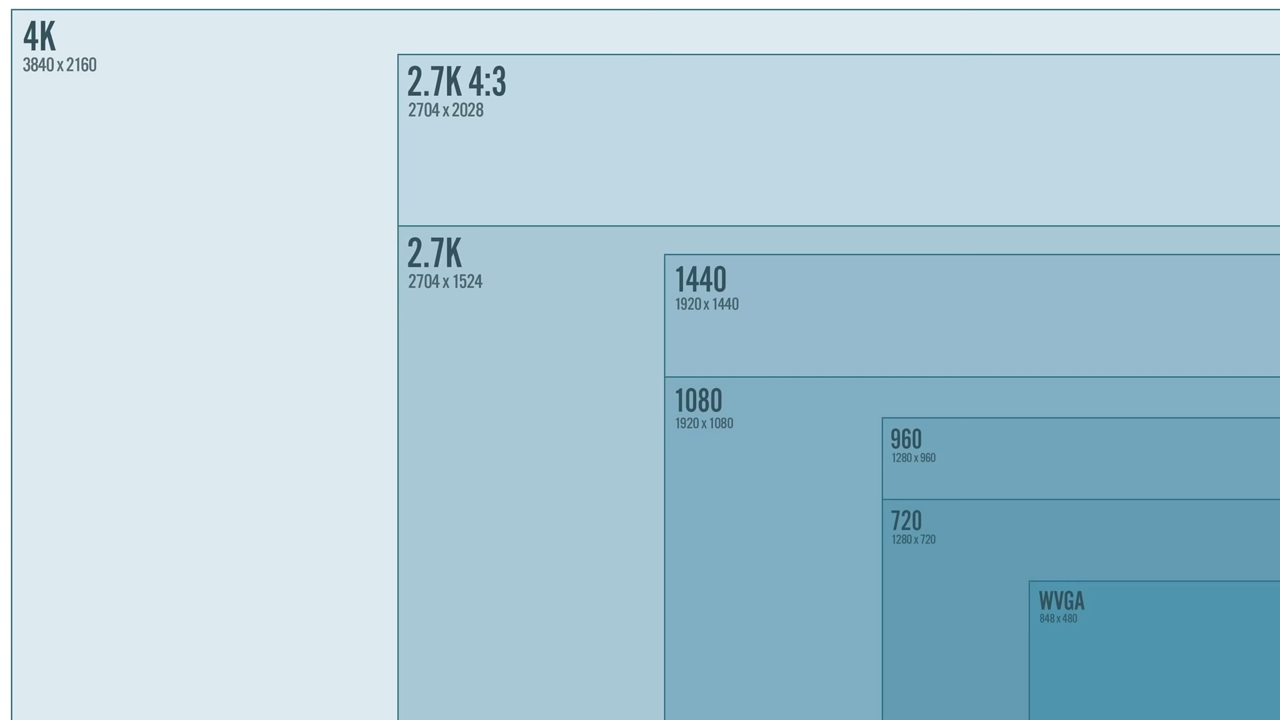 4K
3840 x 2160
2.7K 4:3
2704 x 2028
2.7K
2704 x 1524
1440
1920 x 1440
1080
1920 x 1080
960
1280 x 960
720
1280 x 720
WVGA
848 x 480